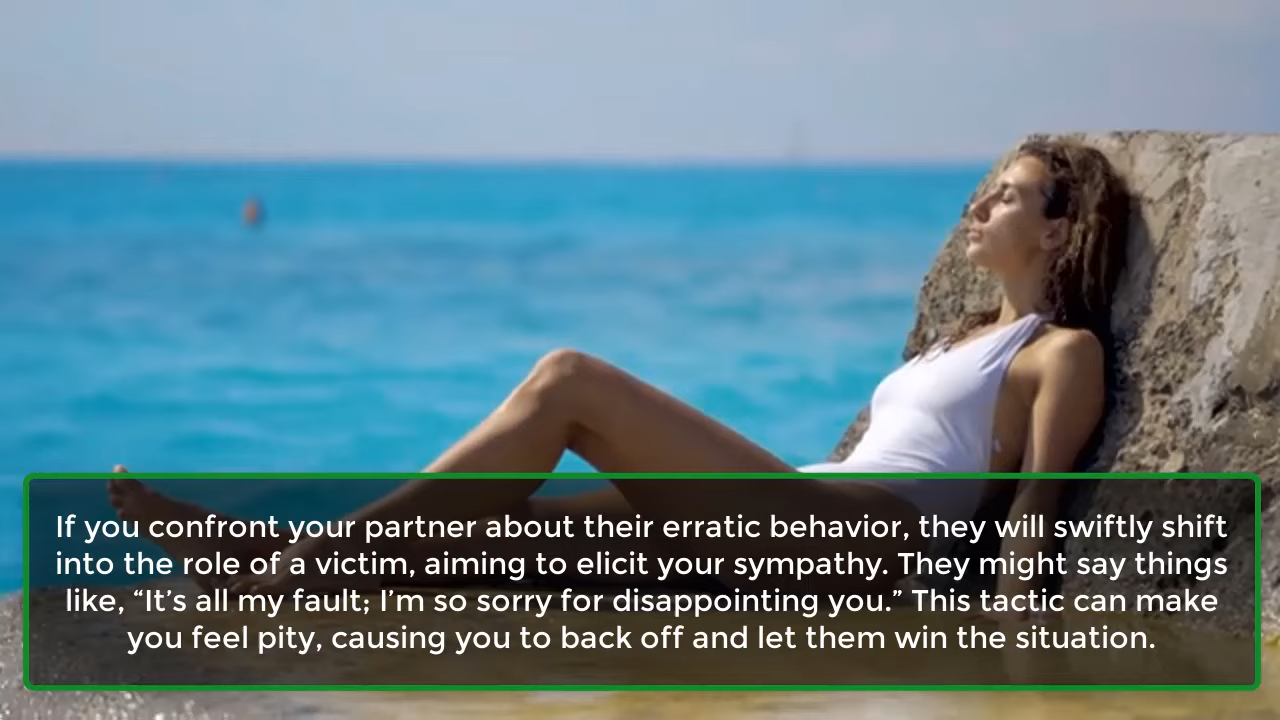 If you confront your partner about their erratic behavior, they will swiftly shift
into the role of a victim, aiming to elicit your sympathy. They might say things
like, “It’s all my fault; I’m so sorry for disappointing you.” This tactic can make
you feel pity, causing you to back off and let them win the situation.